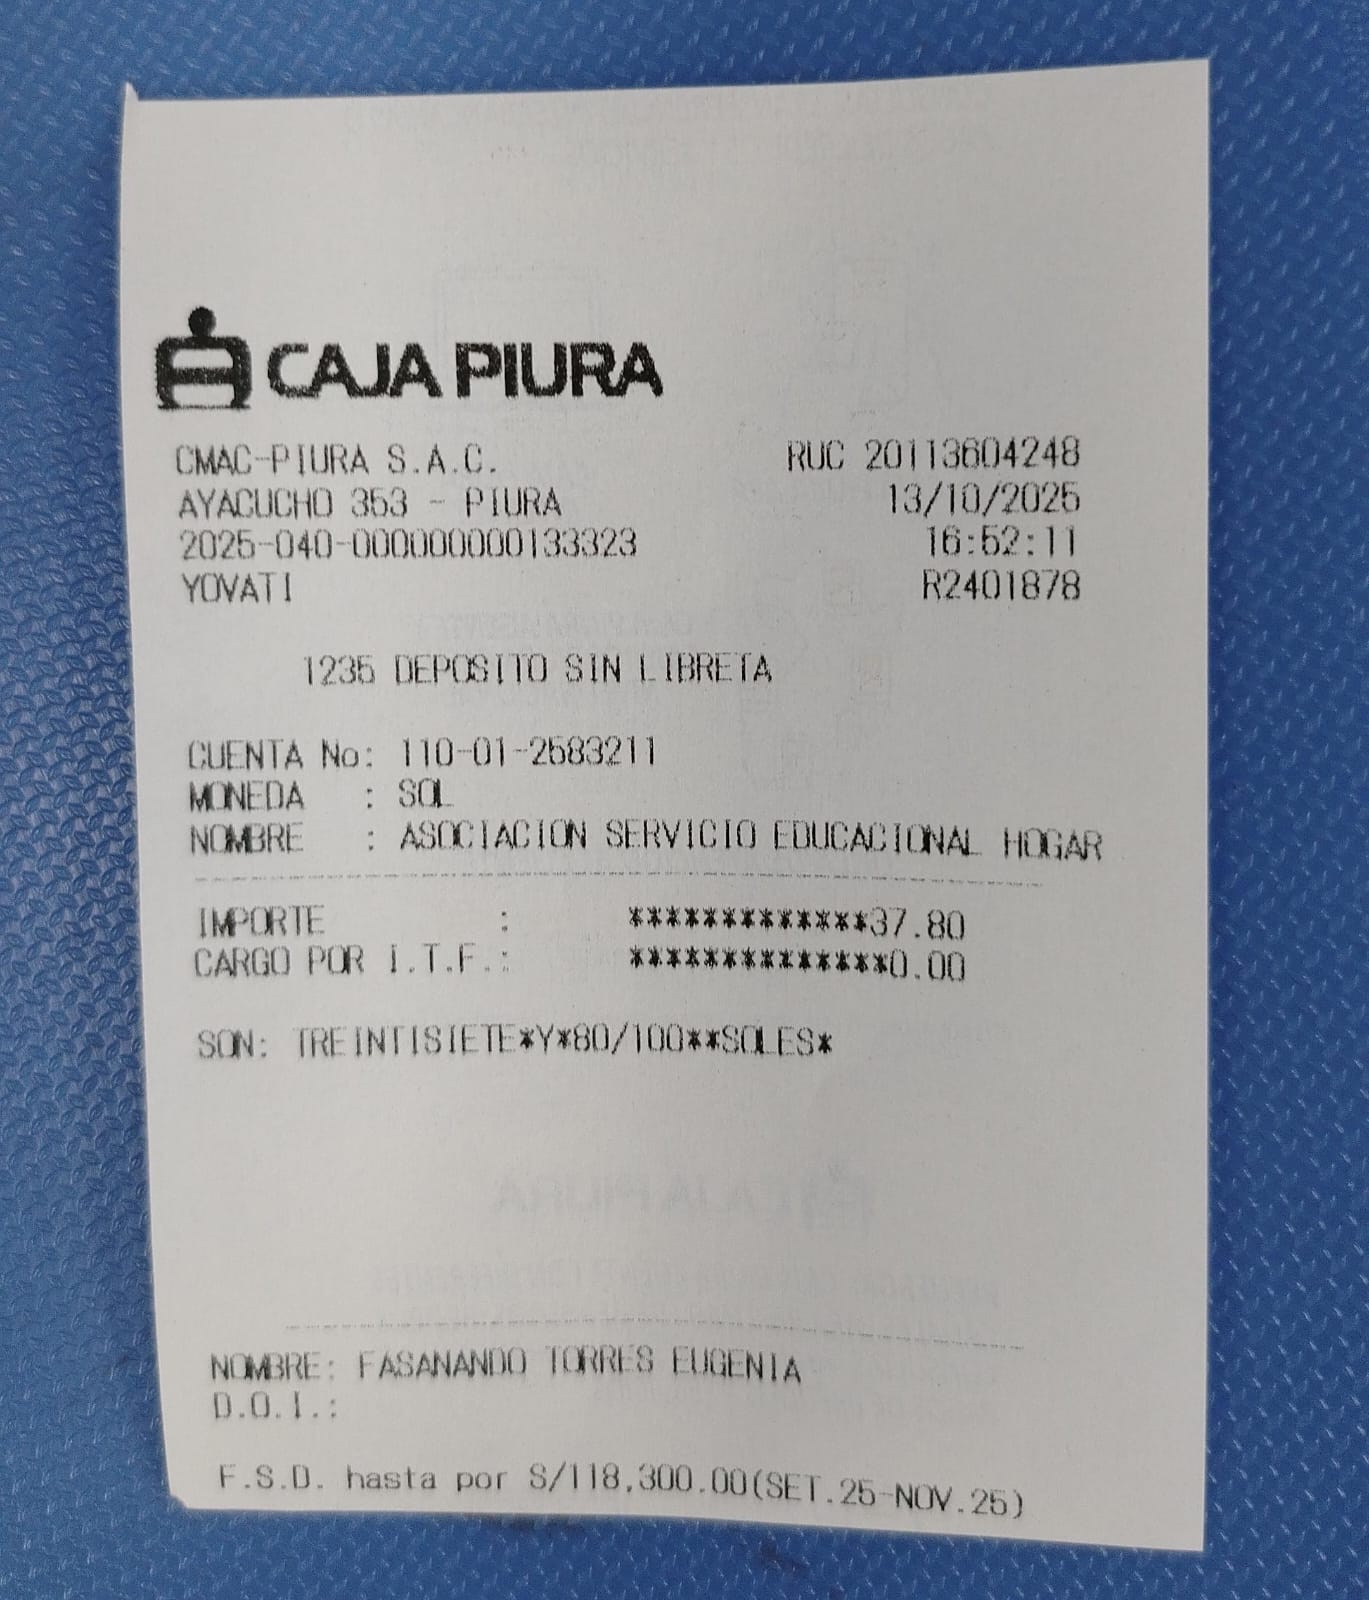 CAJA PIURA
CMAC-PIURA S.A.C. RUC 20113604248
AYACUCHO 353 - PIURA 13/10/2025
2025-040-000000000133323 16:52:11
YOVATI R2401878
1235 DEPOSITO SIN LIBRETA
CUENTA No: 110-01-2583211
MONEDA : SOL
NOMBRE : ASOCIACION SERVICIO EDUCACIONAL HOGAR
IMPORTE : *************37.80
CARGO POR I.T.F.: **************0.00
SON: TREINTISIETE*Y*80/100**SOLES*
NOMBRE: FASANANDO TORRES EUGENIA
D.O.I.:
F.S.D. hasta por S/118,300.00(SET.25-NOV.25)